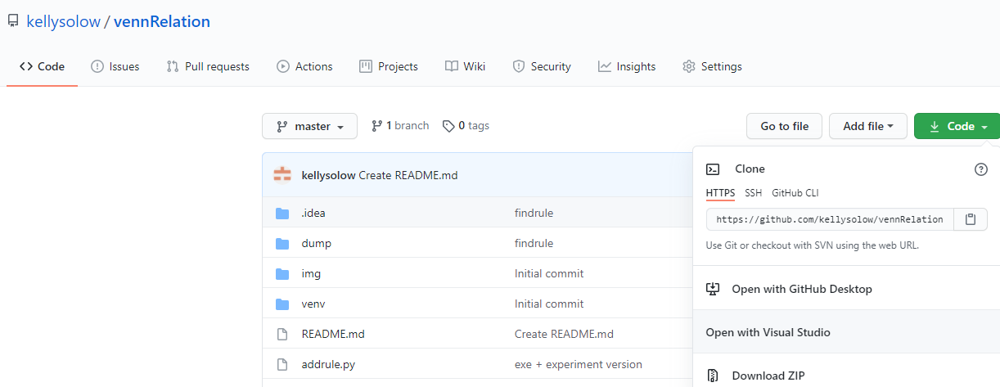 kellysolow / vennRelation
Code Issues Pull requests Actions Projects Wiki Security Insights Settings
master 1 branch 0 tags Go to file Add file Code
kellysolow Create README.md
.idea findrule
dump findrule
img Initial commit
venv Initial commit
README.md Create README.md
addrule.py exe + experiment version
Clone
HTTPS SSH GitHub CLI
https://github.com/kellysolow/vennRelation
Use Git or checkout with SVN using the web URL.
Open with GitHub Desktop
Open with Visual Studio
Download ZIP